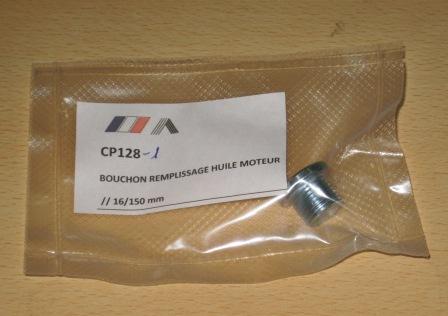 CP128-1
BOUCHON REMPLISSAGE HUILE MOTEUR
// 16/150 mm